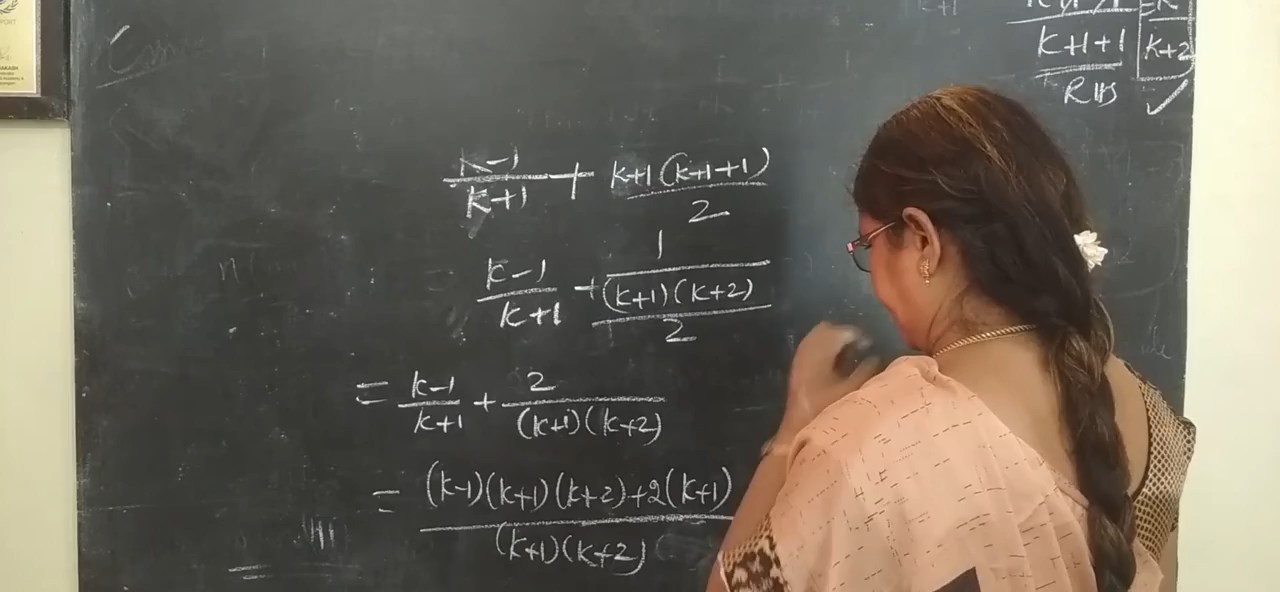 K+1+1
K+2
RHS ✓
K-1/K+1 + K+1(K+1+1)/2
K-1/K+1 + 1/((K+1)(K+2)/2)
= K-1/K+1 + 2/(K+1)(K+2)
= (K-1)(K+1)(K+2)+2(K+1)/(K+1)(K+2)